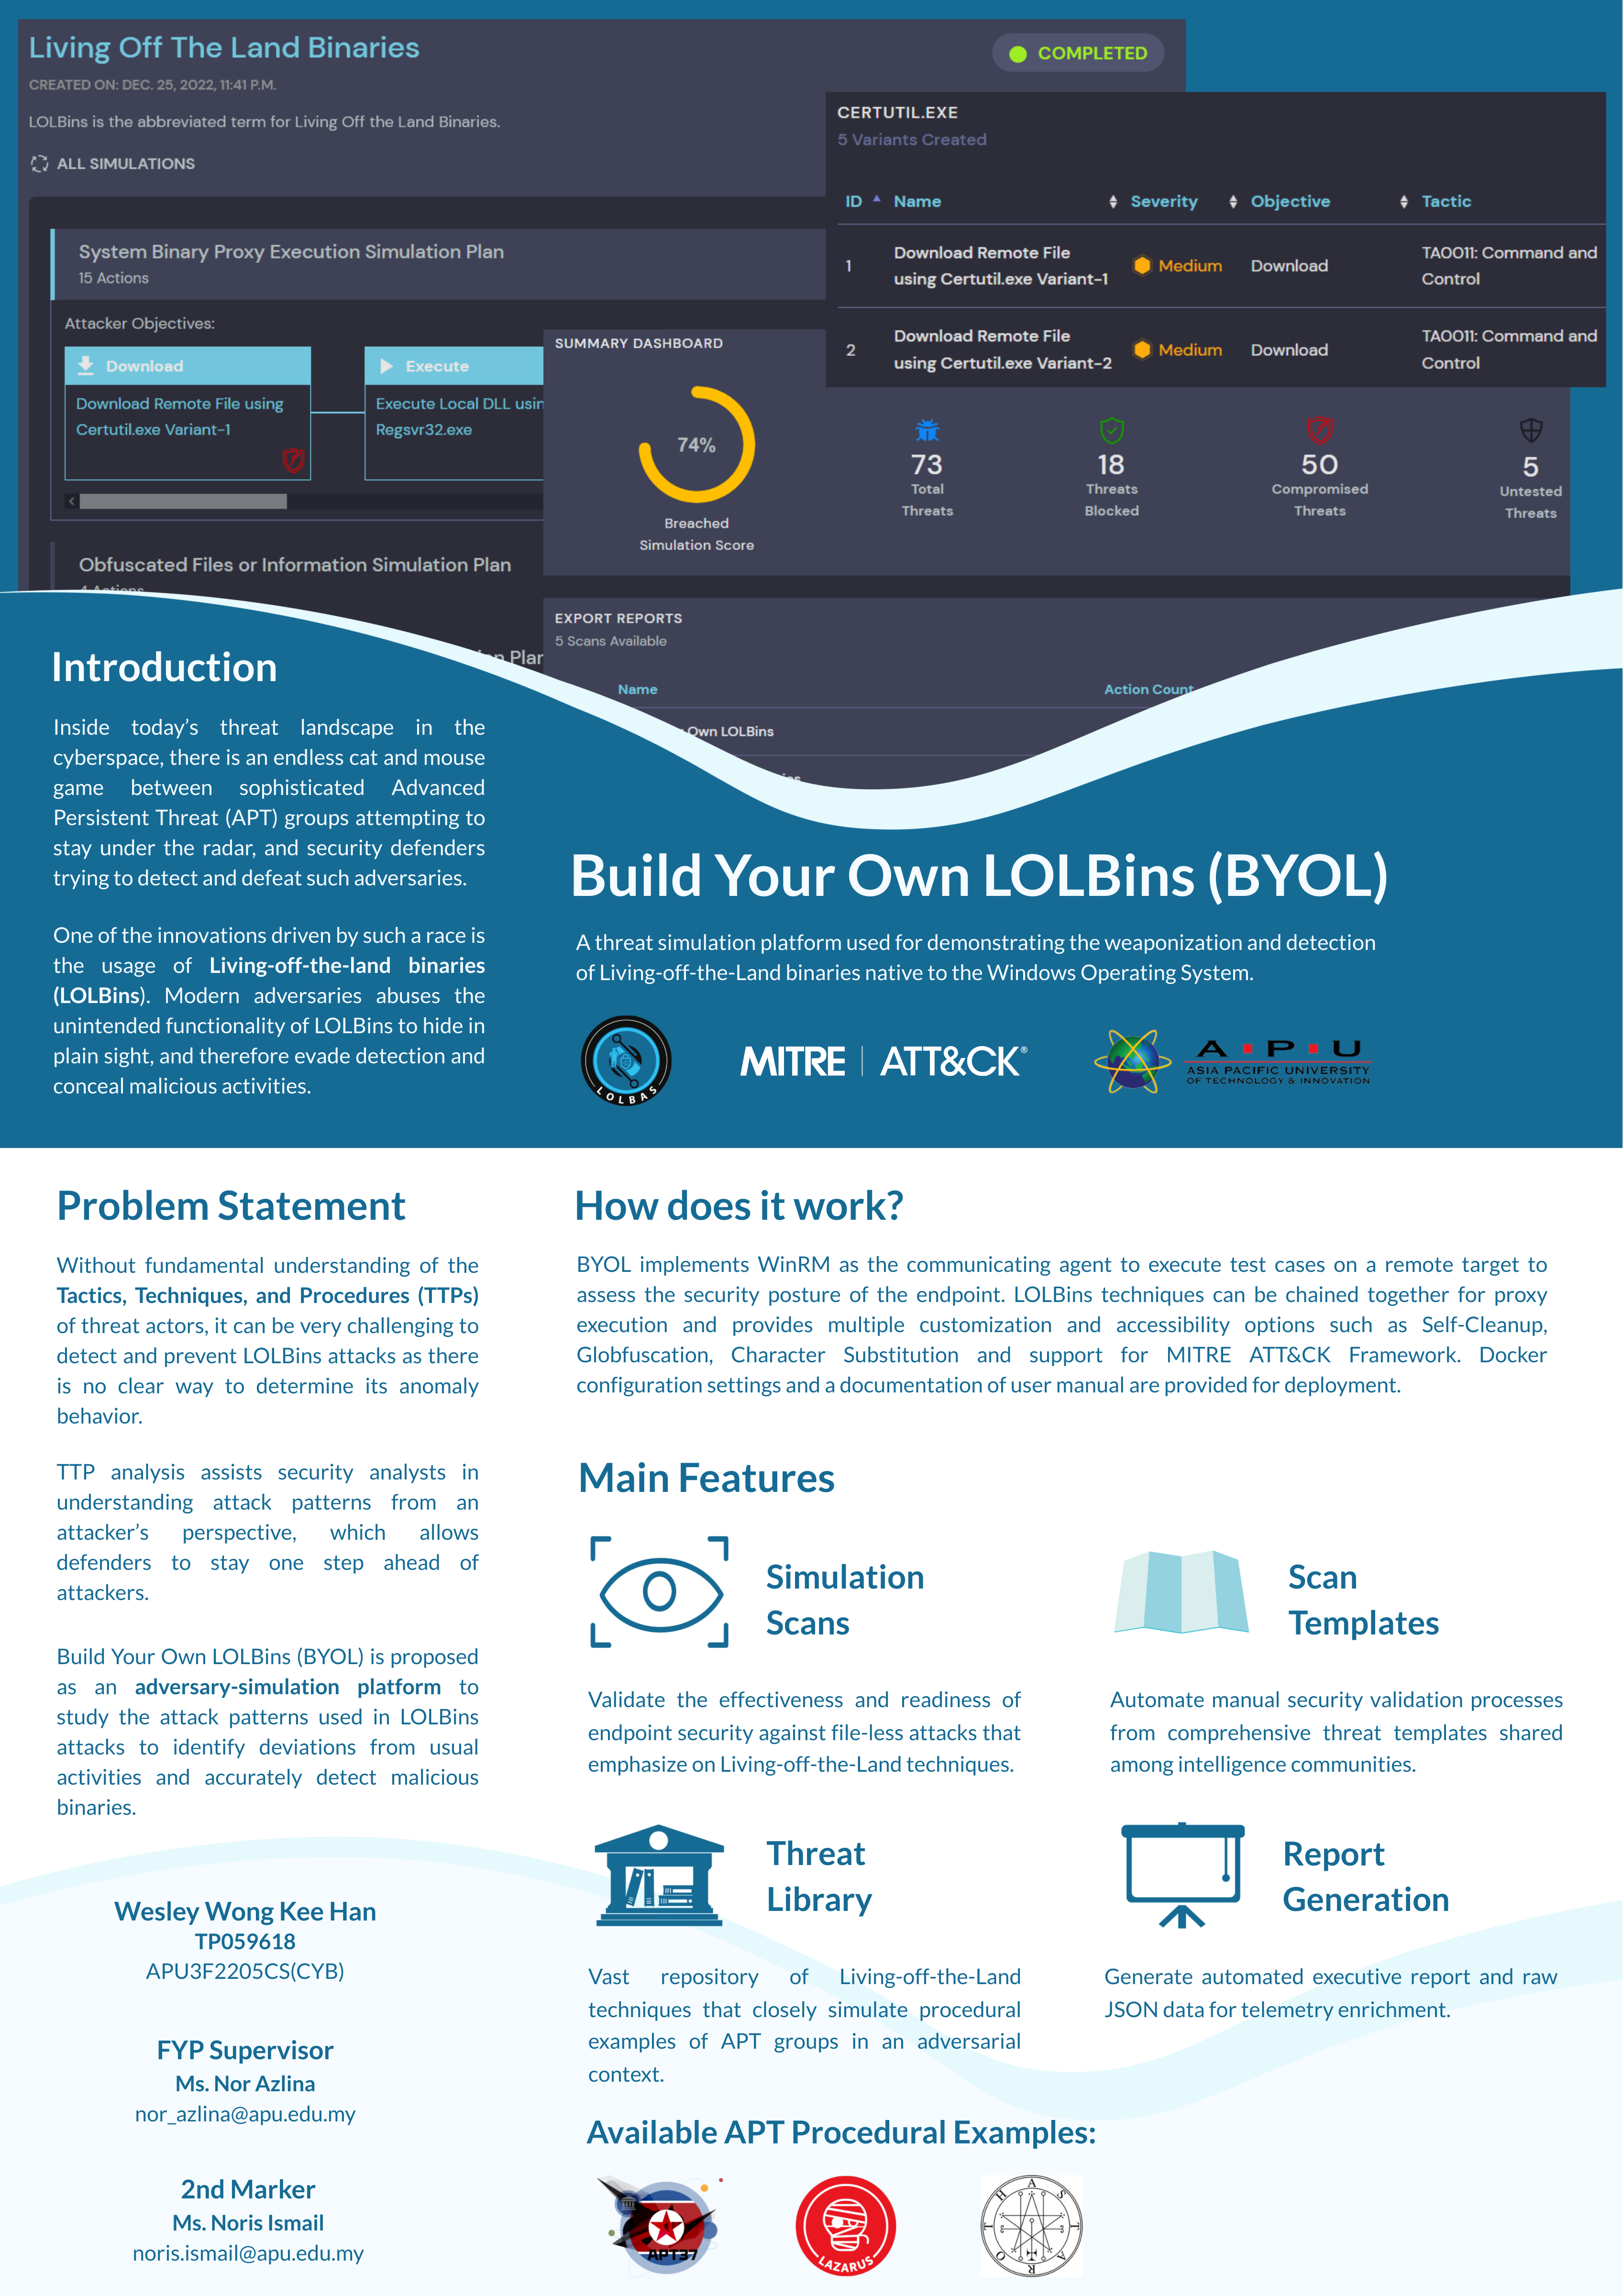 Living Off The Land Binaries
COMPLETED
CREATED ON: DEC. 25, 2022, 11:41 P.M.
LOLBins is the abbreviated term for Living Off the Land Binaries.
ALL SIMULATIONS
System Binary Proxy Execution Simulation Plan
15 Actions
Attacker Objectives:
Download
Download Remote File using
Certutil.exe Variant-1
Execute
Execute Local DLL usin
Regsvr32.exe
Obfuscated Files or Information Simulation Plan
4 Actions
Plan
CERTUTIL.EXE
5 Variants Created
ID Name Severity Objective Tactic
1 Download Remote File using Certutil.exe Variant-1 Medium Download TA0011: Command and Control
2 Download Remote File using Certutil.exe Variant-2 Medium Download TA0011: Command and Control
SUMMARY DASHBOARD
74%
Breached
Simulation Score
73
Total
Threats
18
Threats
Blocked
50
Compromised
Threats
5
Untested
Threats
EXPORT REPORTS
5 Scans Available
Name Action Count
Own LOLBins
Introduction
Inside today's threat landscape in the
cyberspace, there is an endless cat and mouse
game between sophisticated Advanced
Persistent Threat (APT) groups attempting to
stay under the radar, and security defenders
trying to detect and defeat such adversaries.
One of the innovations driven by such a race is
the usage of Living-off-the-land binaries
(LOLBins). Modern adversaries abuses the
unintended functionality of LOLBins to hide in
plain sight, and therefore evade detection and
conceal malicious activities.
Build Your Own LOLBins (BYOL)
A threat simulation platform used for demonstrating the weaponization and detection
of Living-off-the-Land binaries native to the Windows Operating System.
LOLBAS
MITRE | ATT&CK®
A·P·U
ASIA PACIFIC UNIVERSITY
OF TECHNOLOGY & INNOVATION
Problem Statement
Without fundamental understanding of the
Tactics, Techniques, and Procedures (TTPs)
of threat actors, it can be very challenging to
detect and prevent LOLBins attacks as there
is no clear way to determine its anomaly
behavior.
TTP analysis assists security analysts in
understanding attack patterns from an
attacker's perspective, which allows
defenders to stay one step ahead of
attackers.
Build Your Own LOLBins (BYOL) is proposed
as an adversary-simulation platform to
study the attack patterns used in LOLBins
attacks to identify deviations from usual
activities and accurately detect malicious
binaries.
Wesley Wong Kee Han
TP059618
APU3F2205CS(CYB)
FYP Supervisor
Ms. Nor Azlina
nor_azlina@apu.edu.my
2nd Marker
Ms. Noris Ismail
noris.ismail@apu.edu.my
How does it work?
BYOL implements WinRM as the communicating agent to execute test cases on a remote target to
assess the security posture of the endpoint. LOLBins techniques can be chained together for proxy
execution and provides multiple customization and accessibility options such as Self-Cleanup,
Globfuscation, Character Substitution and support for MITRE ATT&CK Framework. Docker
configuration settings and a documentation of user manual are provided for deployment.
Main Features
Simulation
Scans
Validate the effectiveness and readiness of
endpoint security against file-less attacks that
emphasize on Living-off-the-Land techniques.
Scan
Templates
Automate manual security validation processes
from comprehensive threat templates shared
among intelligence communities.
Threat
Library
Vast repository of Living-off-the-Land
techniques that closely simulate procedural
examples of APT groups in an adversarial
context.
Report
Generation
Generate automated executive report and raw
JSON data for telemetry enrichment.
Available APT Procedural Examples:
APT37
LAZARUS
ASTAROTH